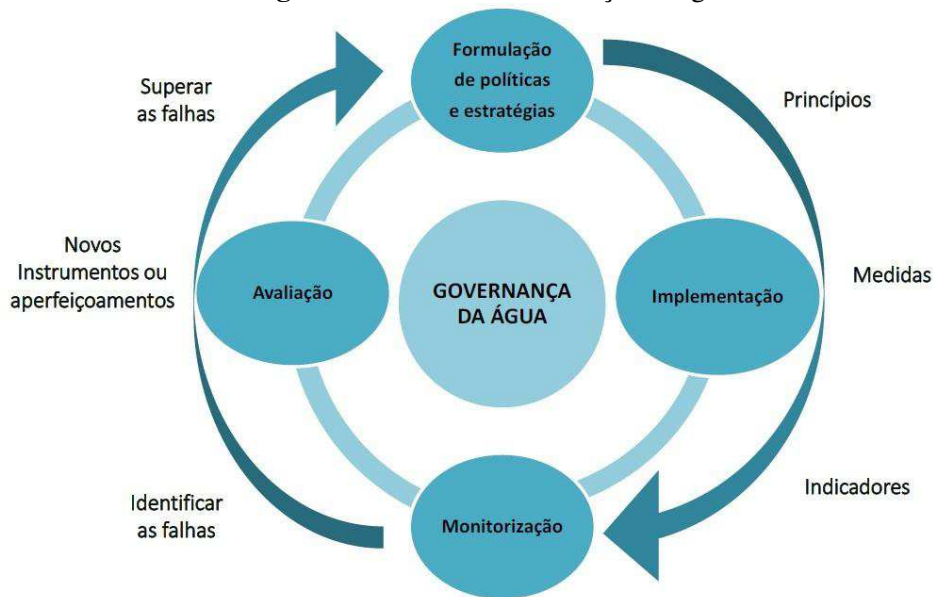 Formulação
de políticas
e estratégias
Superar
as falhas
Princípios
Novos
Instrumentos ou
aperfeiçoamentos
Avaliação
GOVERNANÇA
DA ÁGUA
Implementação
Medidas
Identificar
as falhas
Monitorização
Indicadores